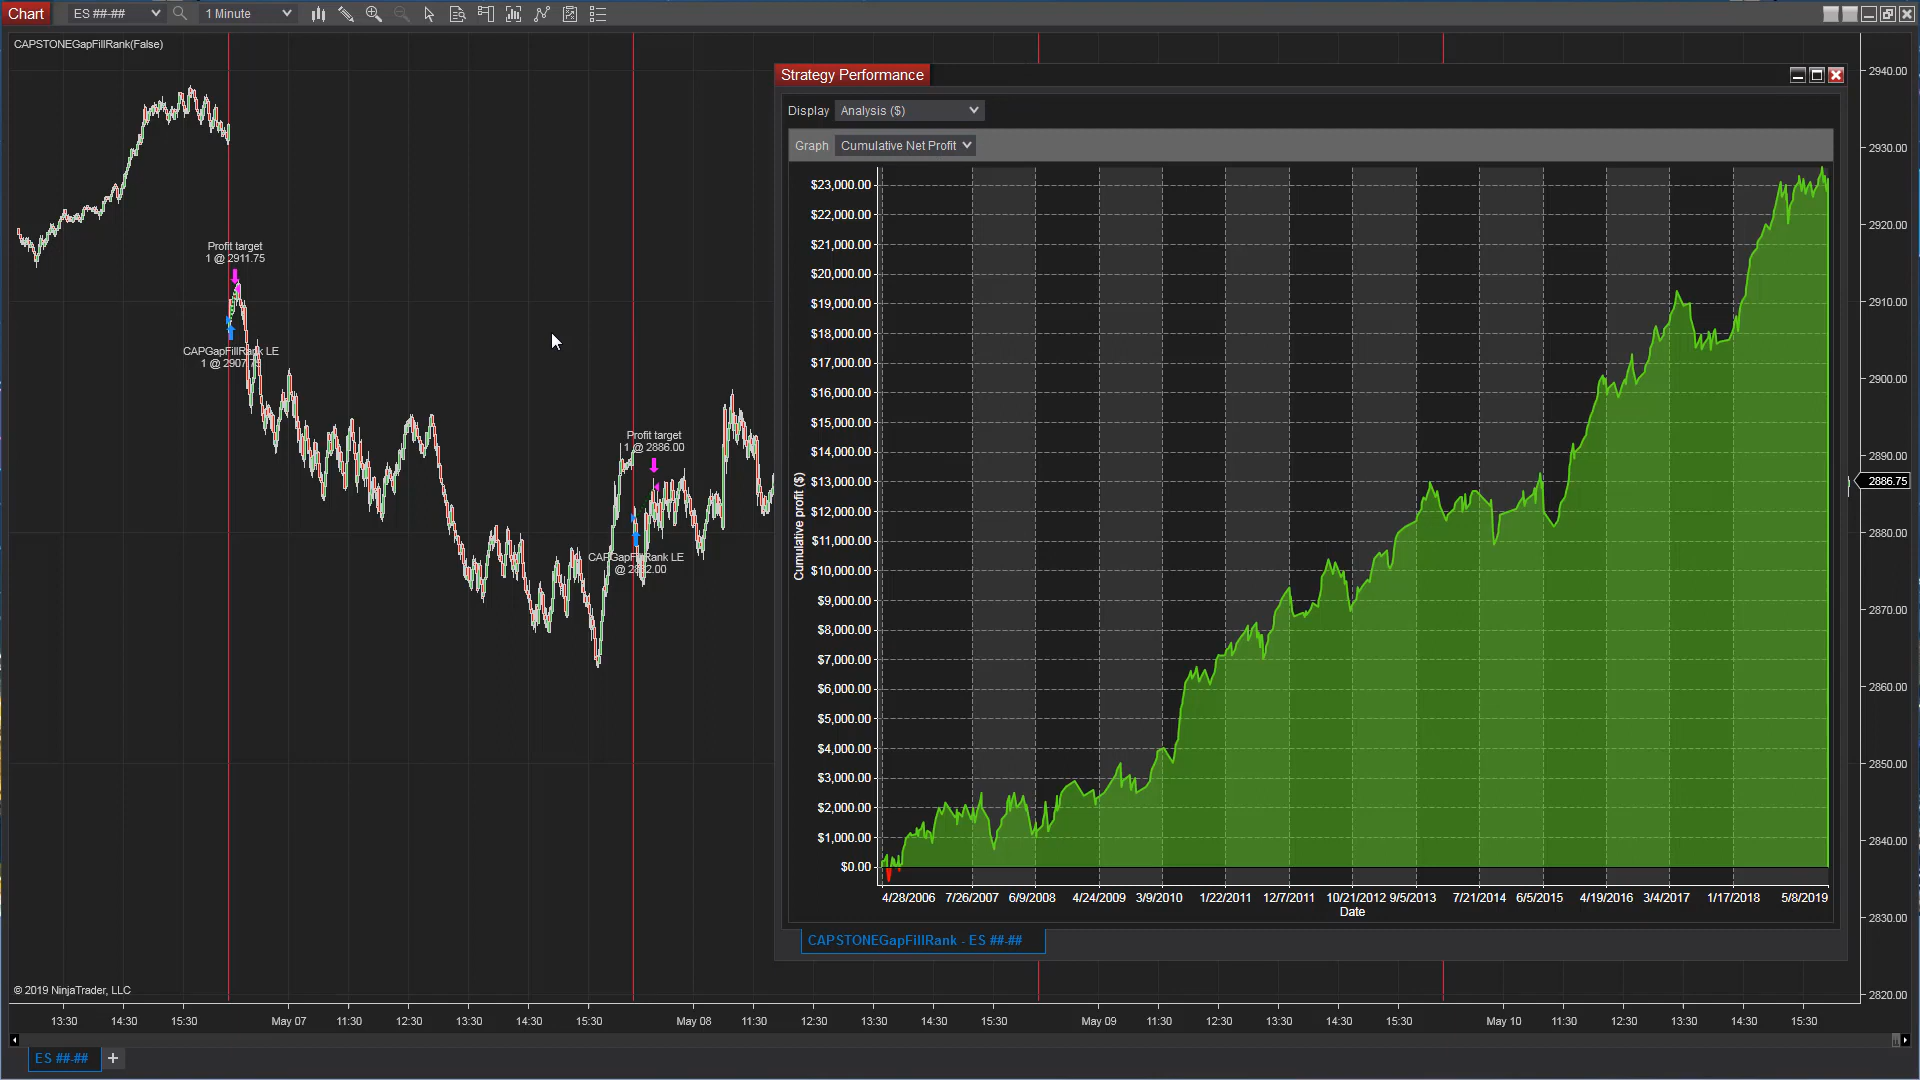 Chart
ES ##-##
1 Minute
CAPSTONEGapFillRank(False)
Profit target
1 @ 2911.75
CAPGapFillRank LE
Profit target
1 @ 2886.00
LE
Strategy Performance
Display Analysis ($)
Graph Cumulative Net Profit
$23,000.00
$22,000.00
$21,000.00
$20,000.00
$19,000.00
$18,000.00
$17,000.00
$16,000.00
$15,000.00
$14,000.00
$13,000.00
$12,000.00
$11,000.00
$10,000.00
$9,000.00
$8,000.00
$7,000.00
$6,000.00
$5,000.00
$4,000.00
$3,000.00
$2,000.00
$1,000.00
$0.00
Cumulative profit ($)
4/28/2006 7/26/2007 6/9/2008 4/24/2009 3/9/2010 1/22/2011 12/7/2011 10/21/2012 9/5/2013 7/21/2014 6/5/2015 4/19/2016 3/4/2017 1/17/2018 5/8/2019
Date
CAPSTONEGapFillRank - ES ##-##
2940.00
2930.00
2920.00
2910.00
2900.00
2890.00
2886.75
2880.00
2870.00
2860.00
2850.00
2840.00
2830.00
2820.00
© 2019 NinjaTrader, LLC
13:30 14:30 15:30 May 07 11:30 12:30 13:30 14:30 15:30 May 08 11:30 12:30 13:30 14:30 15:30 May 09 11:30 12:30 13:30 14:30 15:30 May 10 11:30 12:30 13:30 14:30 15:30
ES ##-## +